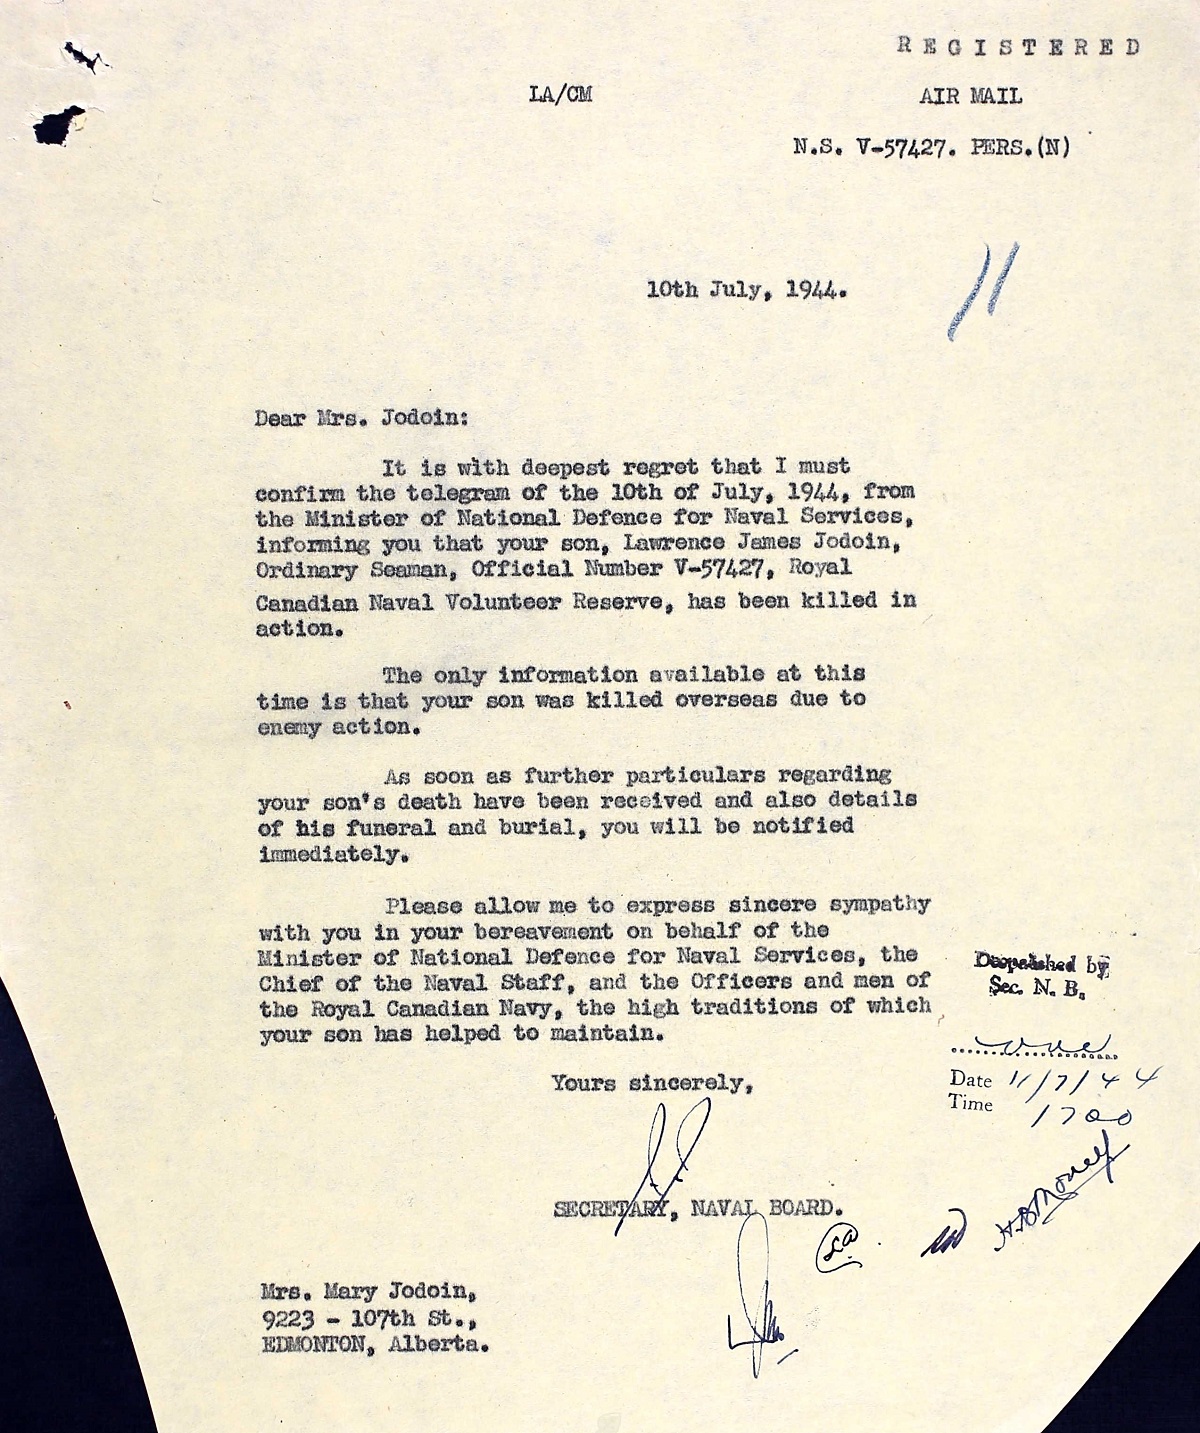 REGISTERED
LA/CM
AIR MAIL
N.S. V-57427. PERS.(N)
10th July, 1944.
11
Dear Mrs. Jodoin:
It is with deepest regret that I must
confirm the telegram of the 10th of July, 1944, from
the Minister of National Defence for Naval Services,
informing you that your son, Lawrence James Jodoin,
Ordinary Seaman, Official Number V-57427, Royal
Canadian Naval Volunteer Reserve, has been killed in
action.
The only information available at this
time is that your son was killed overseas due to
enemy action.
As soon as further particulars regarding
your son's death have been received and also details
of his funeral and burial, you will be notified
immediately.
Please allow me to express sincere sympathy
with you in your bereavement on behalf of the
Minister of National Defence for Naval Services, the
Chief of the Naval Staff, and the Officers and men of
the Royal Canadian Navy, the high traditions of which
your son has helped to maintain.
Despatched by
Sec. N. B.
Date 11/7/44
Time 1700
Yours sincerely,
SECRETARY, NAVAL BOARD.
Mrs. Mary Jodoin,
9223 - 107th St.,
EDMONTON, Alberta.